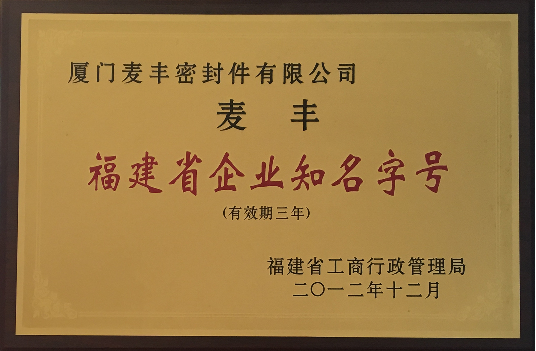 厦门麦丰密封件有限公司
麦丰
福建省企业知名字号
(有效期三年)
福建省工商行政管理局
二〇一二年十二月